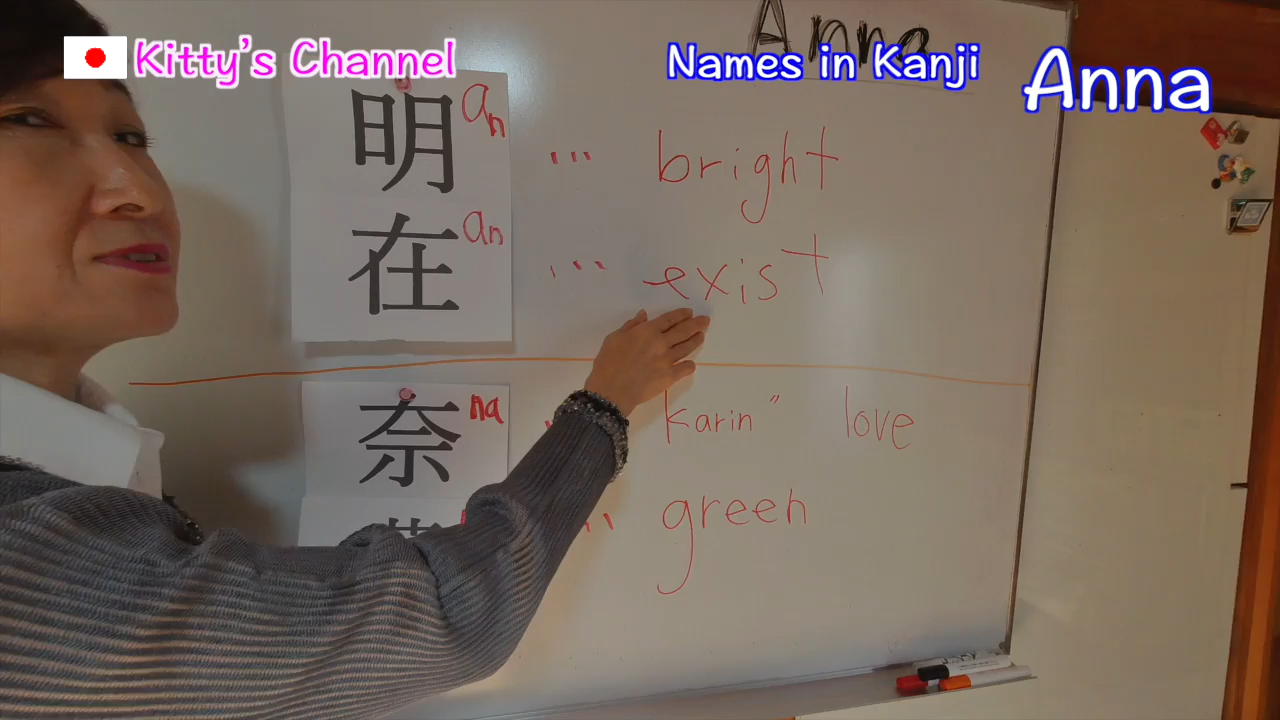 Kitty's Channel
Names in Kanji
Anna
Anna
明 an ... bright
在 an ... exist
奈 na karin" love
green